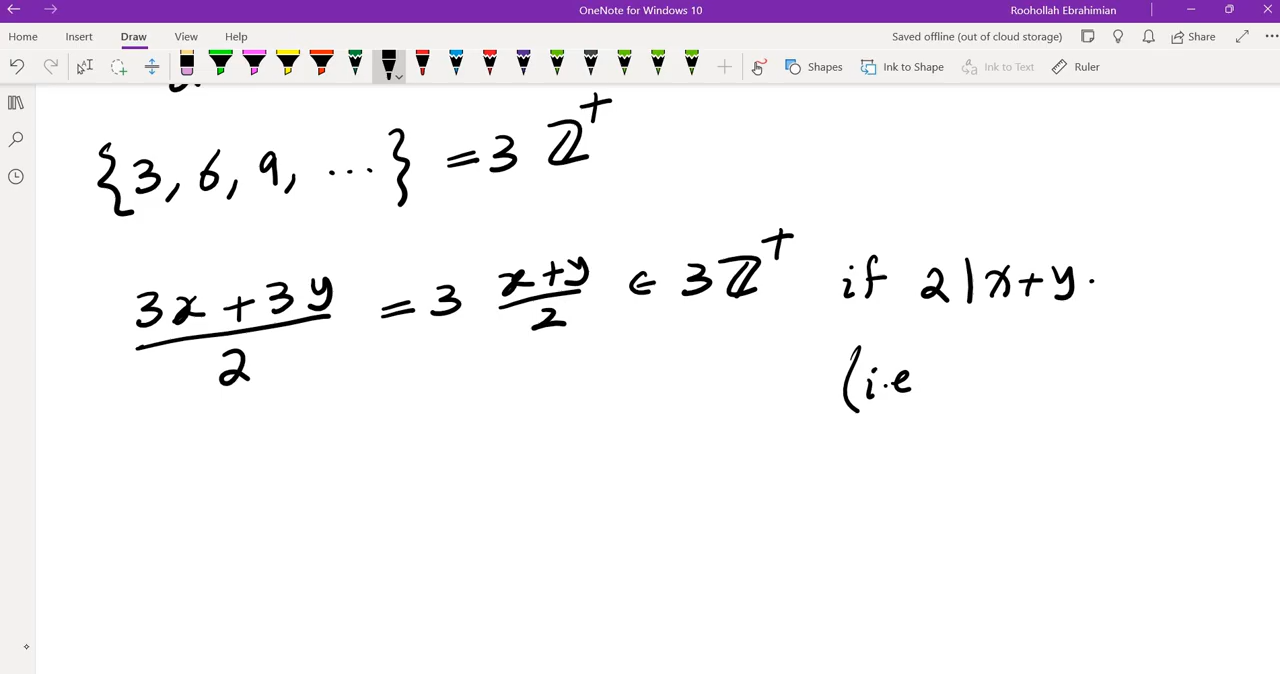 OneNote for Windows 10
Roohollah Ebrahimian
Home Insert Draw View Help
Saved offline (out of cloud storage)
Share
Shapes
Ink to Shape
Ink to Text
Ruler
{3, 6, 9, ...} = 3 ℤ⁺
(3x + 3y)/2 = 3 (x+y)/2 ∈ 3ℤ⁺ if 2 | x+y.
(i.e